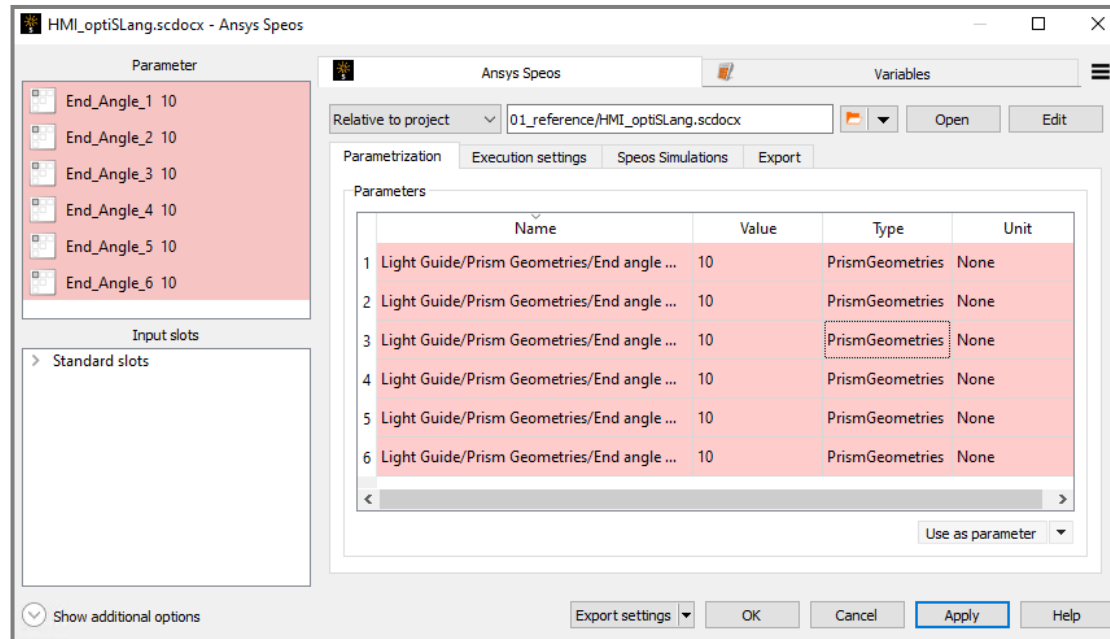 HMI_optiSLang.scdocx - Ansys Speos
Parameter
End_Angle_1 10
End_Angle_2 10
End_Angle_3 10
End_Angle_4 10
End_Angle_5 10
End_Angle_6 10
Input slots
Standard slots
Ansys Speos
Variables
Relative to project
01_reference/HMI_optiSLang.scdocx
Open
Edit
Parametrization Execution settings Speos Simulations Export
Parameters
Name Value Type Unit
1 Light Guide/Prism Geometries/End angle ... 10 PrismGeometries None
2 Light Guide/Prism Geometries/End angle ... 10 PrismGeometries None
3 Light Guide/Prism Geometries/End angle ... 10 PrismGeometries None
4 Light Guide/Prism Geometries/End angle ... 10 PrismGeometries None
5 Light Guide/Prism Geometries/End angle ... 10 PrismGeometries None
6 Light Guide/Prism Geometries/End angle ... 10 PrismGeometries None
Use as parameter
Show additional options
Export settings
OK
Cancel
Apply
Help